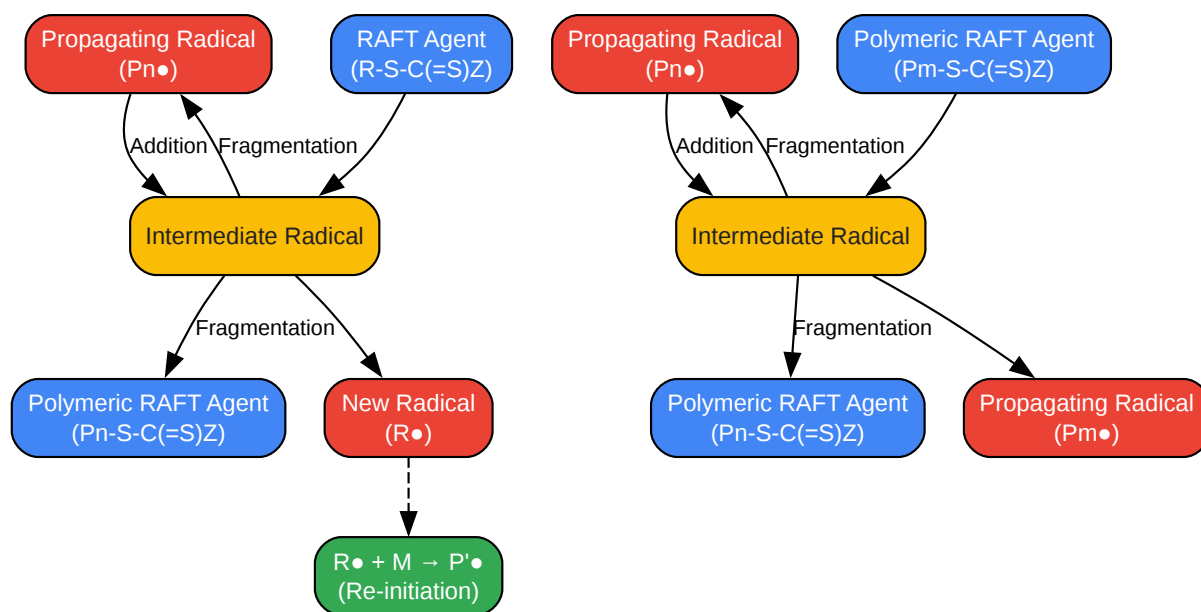 Propagating Radical
(Pn●)
RAFT Agent
(R-S-C(=S)Z)
Addition
Fragmentation
Intermediate Radical
Fragmentation
Polymeric RAFT Agent
(Pn-S-C(=S)Z)
New Radical
(R●)
R● + M → P'●
(Re-initiation)
Propagating Radical
(Pn●)
Polymeric RAFT Agent
(Pm-S-C(=S)Z)
Addition
Fragmentation
Intermediate Radical
Fragmentation
Polymeric RAFT Agent
(Pn-S-C(=S)Z)
Propagating Radical
(Pm●)